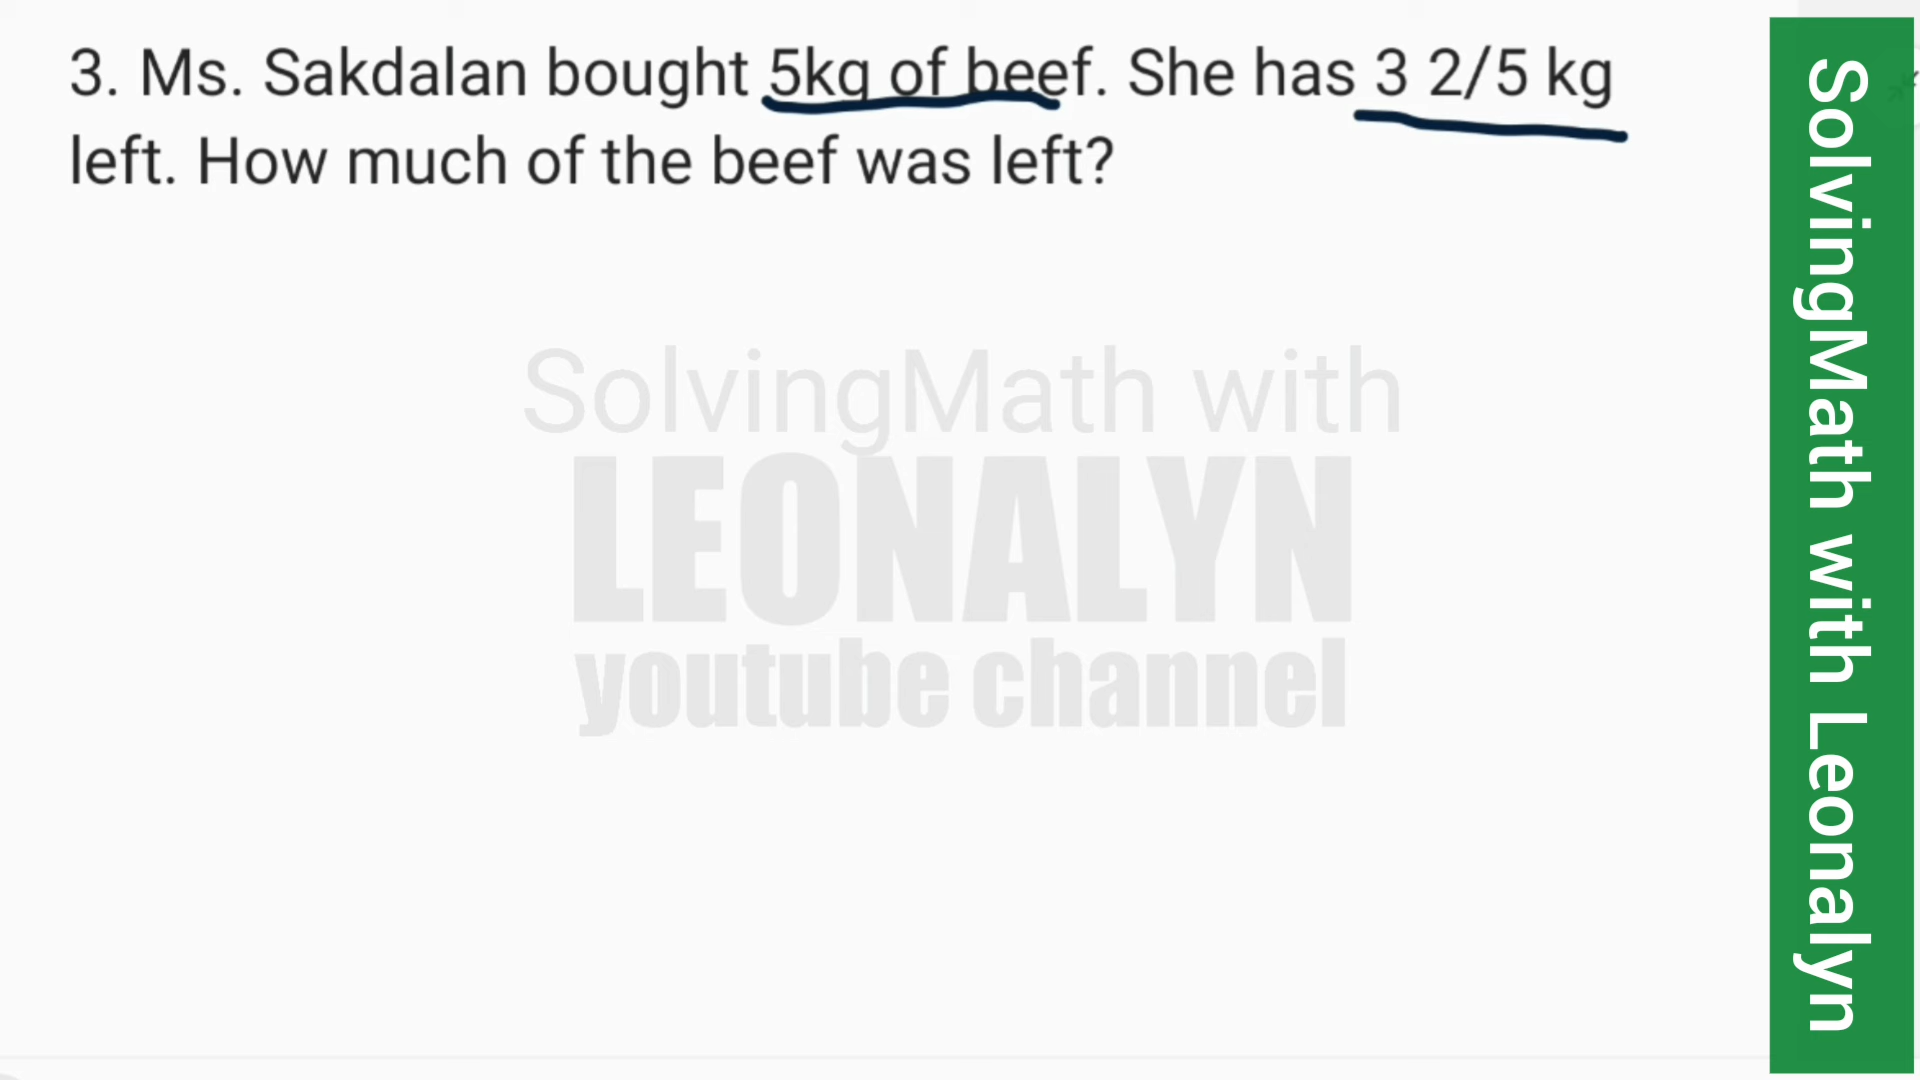 3. Ms. Sakdalan bought 5kg of beef. She has 3 2/5 kg
left. How much of the beef was left?
SolvingMath with
LEONALYN
youtube channel
SolvingMath with Leonalyn